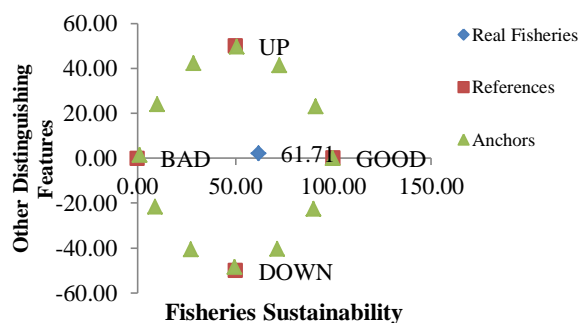 60.00
UP
40.00
20.00
0.00
-20.00
-40.00
-60.00
BAD
61.71
GOOD
DOWN
0.00 50.00 100.00 150.00
Other Distinguishing
Features
Fisheries Sustainability
Real Fisheries
References
Anchors